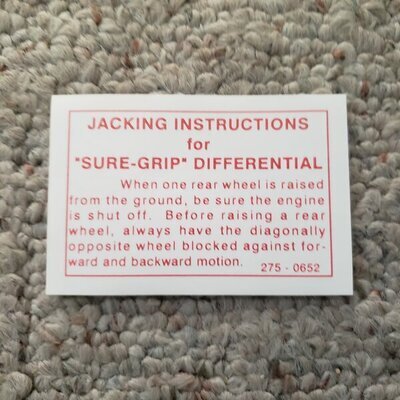 JACKING INSTRUCTIONS
for
"SURE-GRIP" DIFFERENTIAL
When one rear wheel is raised
from the ground, be sure the engine
is shut off. Before raising a rear
wheel, always have the diagonally
opposite wheel blocked against for-
ward and backward motion.
275 - 0652